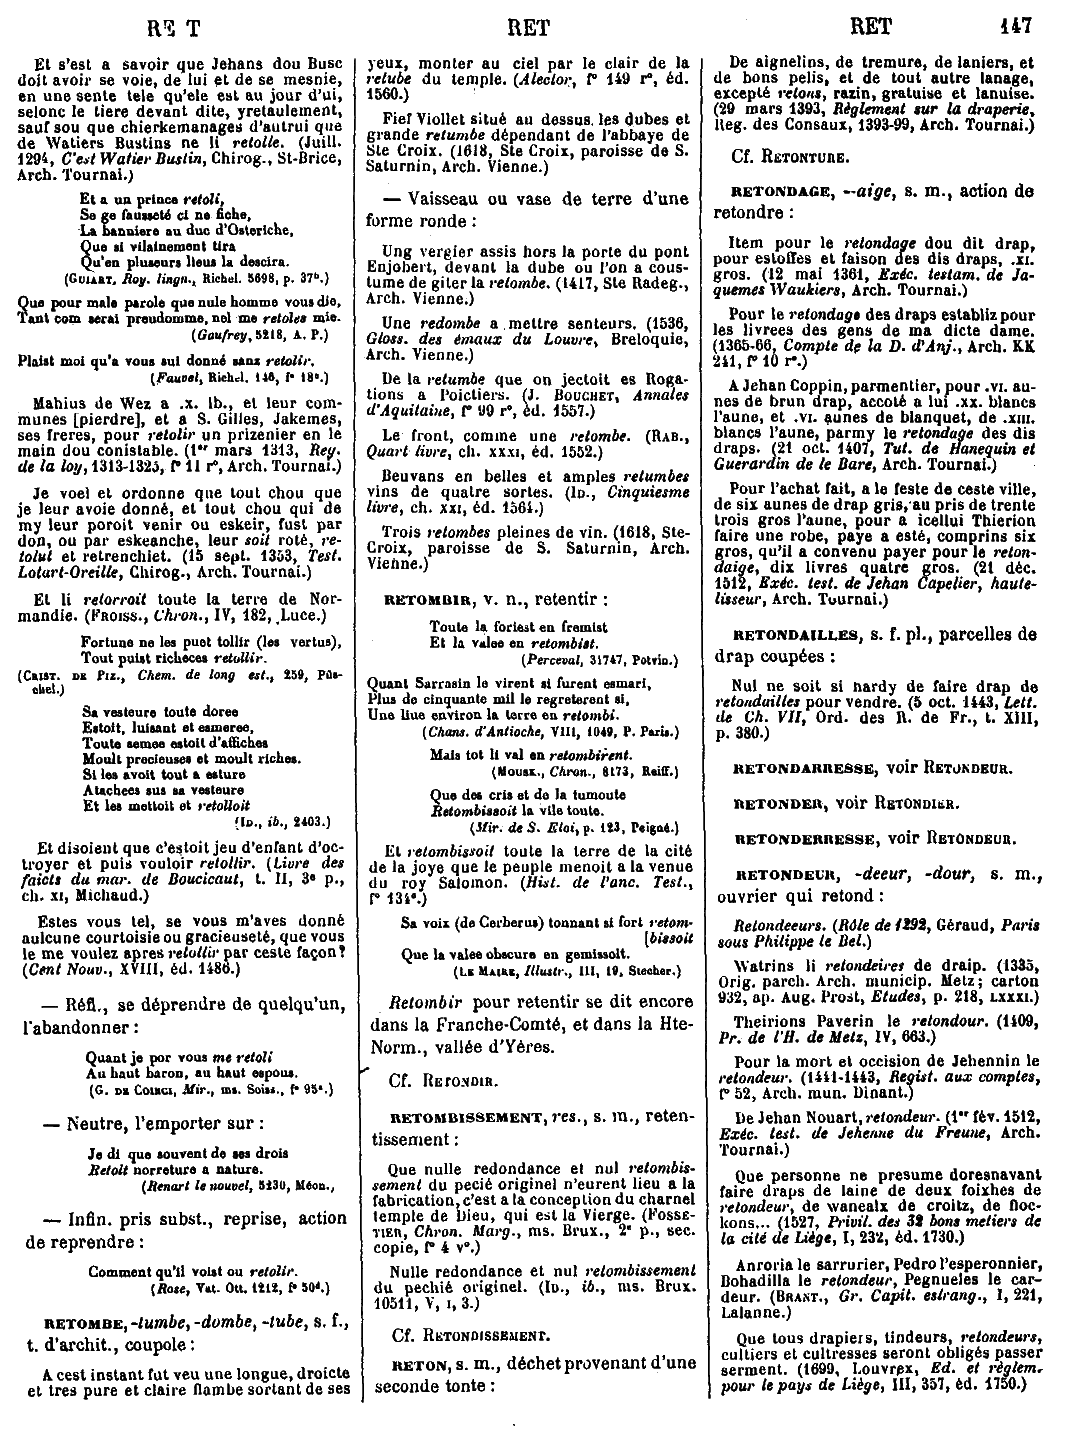 RET
RET
RET 147
Et s'est a savoir que Jehans dou Busc
doit avoir se voie, de lui et de se mesnie,
en une sente tele qu'ele est au jour d'ui,
selonc le tiere devant dite, yretaulement,
sauf sou que chierkemanages d'autrui que
de Watiers Bustins ne li retolle. (Juill.
1294, C'est Watier Bustin, Chirog., St-Brice,
Arch. Tournai.)
Et a un prince retoli,
Se ge fausseté ci ne fiche,
La banniere au duc d'Osteriche,
Que si vilainement tira
Qu'en pluseurs lieus la descira.
(GUIART, Roy. lingn., Richel. 5698, p. 37b.)
Que pour male parole que nule homme vous die,
Tant com serai preudomme, nel me retoles mie.
(Gaufrey, 5218, A. P.)
Plaist moi qu'a vous sui donné sans retolir.
(Fauvel, Richel. 146, f° 18c.)
Mahius de Wez a .x. lb., et leur com-
munes [pierdre], et a S. Gilles, Jakemes,
ses freres, pour retolir un prizenier en le
main dou conistable. (1er mars 1313, Reg.
de la loy, 1313-1325, f° 11 r°, Arch. Tournai.)
Je voel et ordonne que tout chou que
je leur avoie donné, et tout chou qui de
my leur poroit venir ou eskeir, fust par
don, ou par eskeanche, leur soit roté, re-
tolut et retrenchiet. (15 sept. 1353, Test.
Lotart-Oreille, Chirog., Arch. Tournai.)
Et li retorroit toute la terre de Nor-
mandie. (FROISS., Chron., IV, 182, Luce.)
Fortune ne les puet tollir (les vertus),
Tout puist richeces retollir.
(CRIST. DE PIZ., Chem. de long est., 259, Püs-
chel.)
Sa vesteure toute doree
Estoit, luisant et esmeree,
Toute semee estoit d'affiches
Moult precieuses et moult riches.
Si les avoit tout a esture
Atachees sus sa vesteure
Et les mettoit et retolloit
(ID., ib., 2403.)
Et disoient que c'estoit jeu d'enfant d'oc-
troyer et puis vouloir retollir. (Livre des
faicts du mar. de Boucicaut, t. II, 3e p.,
ch. XI, Michaud.)
Estes vous tel, se vous m'aves donné
aulcune courtoisie ou gracieuseté, que vous
le me voulez apres retollir par ceste façon?
(Cent Nouv., XVIII, éd. 1486.)
— Réfl., se déprendre de quelqu'un,
l'abandonner :
Quant je por vous me retoli
Au haut baron, au haut espous.
(G. DE COINCI, Mir., ms. Soiss., f° 95e.)
— Neutre, l'emporter sur :
Je di que souvent de ses drois
Retolt norreture a nature.
(Renart le nouvel, 5230, Méon.,
— Infin. pris subst., reprise, action
de reprendre :
Comment qu'il voist ou retolir.
(Rose, Vat. Ott. 1212, f° 50d.)
RETOMBE, -tumbe, -dombe, -tube, s. f.,
t. d'archit., coupole :
A cest instant fut veu une longue, droicte
et tres pure et claire flambe sortant de ses
yeux, monter au ciel par le clair de la
retube du temple. (Alector, f° 149 r°, éd.
1560.)
Fief Viollet situé au dessus. les dubes et
grande retumbe dépendant de l'abbaye de
Ste Croix. (1618, Ste Croix, paroisse de S.
Saturnin, Arch. Vienne.)
— Vaisseau ou vase de terre d'une
forme ronde :
Ung vergier assis hors la porte du pont
Enjobert, devant la dube ou l'on a cous-
tume de giter la retombe. (1417, Ste Radeg.,
Arch. Vienne.)
Une redombe a mettre senteurs. (1536,
Gloss. des émaux du Louvre, Breloquie,
Arch. Vienne.)
De la retumbe que on jectoit es Roga-
tions a Poictiers. (J. BOUCHET, Annales
d'Aquitaine, f° 99 r°, éd. 1557.)
Le front, comme une retombe. (RAB.,
Quart livre, ch. XXXI, éd. 1552.)
Beuvans en belles et amples retumbes
vins de quatre sortes. (ID., Cinquiesme
livre, ch. XXI, éd. 1564.)
Trois retombes pleines de vin. (1618, Ste-
Croix, paroisse de S. Saturnin, Arch.
Vienne.)
RETOMBIR, v. n., retentir :
Toute la foriest en fremist
Et la valee en retombist.
(Perceval, 31747, Potvin.)
Quant Sarrasin le virent si furent esmari,
Plus de cinquante mil le regreterent si,
Une liue environ la terre en retombi.
(Chans. d'Antioche, VIII, 1049, P. Paris.)
Mais tot li val en retombirent.
(MOUSK., Chron., 8173, Reiff.)
Que des cris et de la tumoute
Retombissoit la vile toute.
(Mir. de S. Eloi, p. 123, Peigné.)
Et retombissoit toute la terre de la cité
de la joye que le peuple menoit a la venue
du roy Salomon. (Hist. de l'anc. Test.,
f° 134c.)
Sa voix (de Cerberus) tonnant si fort retom-
[bissoit
Que la valee obscure en gemissoit.
(LE MAIRE, Illustr., III, 19, Stecher.)
Retombir pour retentir se dit encore
dans la Franche-Comté, et dans la Hte-
Norm., vallée d'Yères.
Cf. RETONDIR.
RETOMBISSEMENT, res., s. m., reten-
tissement :
Que nulle redondance et nul retombis-
sement du pecié originel n'eurent lieu a la
fabrication, c'est a la conception du charnel
temple de Dieu, qui est la Vierge. (FOSSE-
TIER, Chron. Marg., ms. Brux., 2e p., sec.
copie, f° 4 v°.)
Nulle redondance et nul retombissement
du pechié originel. (ID., ib., ms. Brux.
10511, V, I, 3.)
Cf. RETONDISSEMENT.
RETON, s. m., déchet provenant d'une
seconde tonte :
De aignelins, de tremure, de laniers, et
de bons pelis, et de tout autre lanage,
excepté retons, razin, gratuise et lanuise.
(29 mars 1393, Règlement sur la draperie,
Reg. des Consaux, 1393-99, Arch. Tournai.)
Cf. RETONTURE.
RETONDAGE, --aige, s. m., action de
retondre :
Item pour le retondage dou dit drap,
pour estoffes et faison des dis draps, .XI.
gros. (12 mai 1361, Exéc. testam. de Ja-
quemes Waukiers, Arch. Tournai.)
Pour le retondage des draps establiz pour
les livrees des gens de ma dicte dame.
(1365-66, Compte de la D. d'Anj., Arch. KK
241, f° 10 r°.)
A Jehan Coppin, parmentier, pour .VI. au-
nes de brun drap, accoté a lui .XX. blancs
l'aune, et .VI. aunes de blanquet, de .XIII.
blancs l'aune, parmy le retondage des dis
draps. (21 oct. 1407, Tut. de Hanequin et
Guerardin de le Bare, Arch. Tournai.)
Pour l'achat fait, a le feste de ceste ville,
de six aunes de drap gris, au pris de trente
trois gros l'aune, pour a icellui Thierion
faire une robe, paye a esté, comprins six
gros, qu'il a convenu payer pour le reton-
daige, dix livres quatre gros. (21 déc.
1512, Exéc. test. de Jehan Capelier, haute-
lisseur, Arch. Tournai.)
RETONDAILLES, s. f. pl., parcelles de
drap coupées :
Nul ne soit si hardy de faire drap de
retondailles pour vendre. (5 oct. 1443, Lett.
de Ch. VII, Ord. des R. de Fr., t. XIII,
p. 380.)
RETONDARRESSE, voir RETONDEUR.
RETONDER, voir RETONDIER.
RETONDERRESSE, voir RETONDEUR.
RETONDEUR, -deeur, -dour, s. m.,
ouvrier qui retond :
Retondeeurs. (Rôle de 1292, Géraud, Paris
sous Philippe le Bel.)
Watrins li retondeires de draip. (1335,
Orig. parch. Arch. municip. Metz; carton
932, ap. Aug. Prost, Etudes, p. 218, LXXXI.)
Theirions Paverin le retondour. (1409,
Pr. de l'H. de Metz, IV, 663.)
Pour la mort et occision de Jehennin le
retondeur. (1441-1443, Regist. aux comptes,
f° 52, Arch. mun. Dinant.)
De Jehan Nouart, retondeur. (1er fév. 1512,
Exéc. test. de Jehenne du Freune, Arch.
Tournai.)
Que personne ne presume doresnavant
faire draps de laine de deux foixhes de
retondeur, de wanealx de croitz, de floc-
kons... (1527, Privil. des 32 bons metiers de
la cité de Liège, I, 232, éd. 1730.)
Anroria le sarrurier, Pedro l'esperonnier,
Bohadilla le retondeur, Pegnueles le car-
deur. (BRANT., Gr. Capit. estrang., I, 221,
Lalanne.)
Que tous drapiers, tindeurs, retondeurs,
cultiers et cultresses seront obligés passer
serment. (1699, Louvrex, Ed. et règlem.
pour le pays de Liège, III, 357, éd. 1750.)